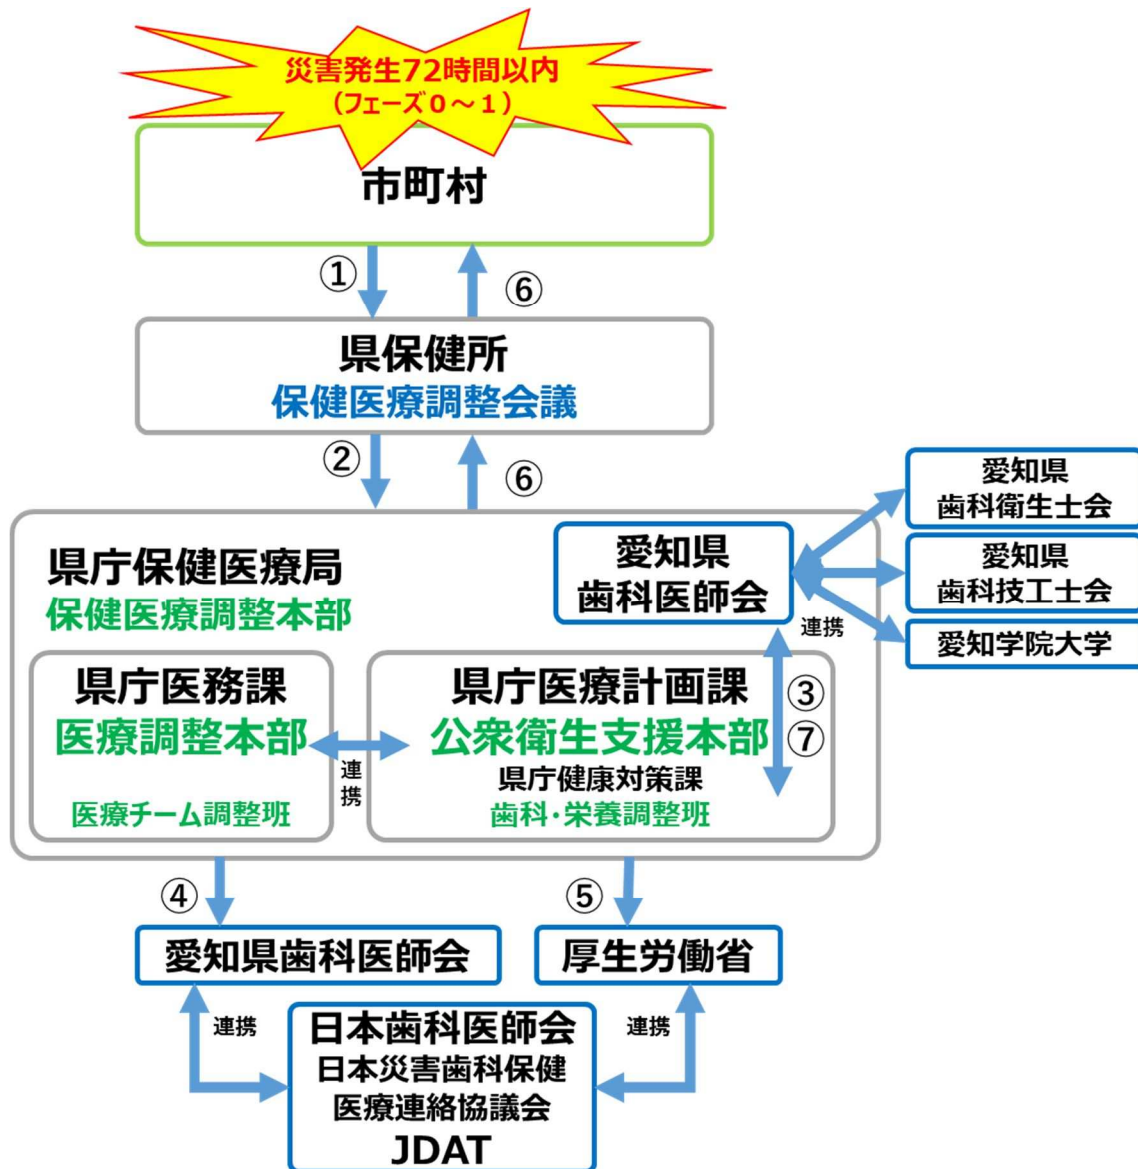 災害発生72時間以内
（フェーズ０～１）
市町村
①
⑥
県保健所
保健医療調整会議
②
⑥
県庁保健医療局
保健医療調整本部
愛知県
歯科医師会
連携
愛知県
歯科衛生士会
愛知県
歯科技工士会
愛知学院大学
県庁医務課
医療調整本部
医療チーム調整班
連携
県庁医療計画課
公衆衛生支援本部
県庁健康対策課
歯科・栄養調整班
③
⑦
④
⑤
愛知県歯科医師会
厚生労働省
連携
連携
日本歯科医師会
日本災害歯科保健
医療連絡協議会
JDAT